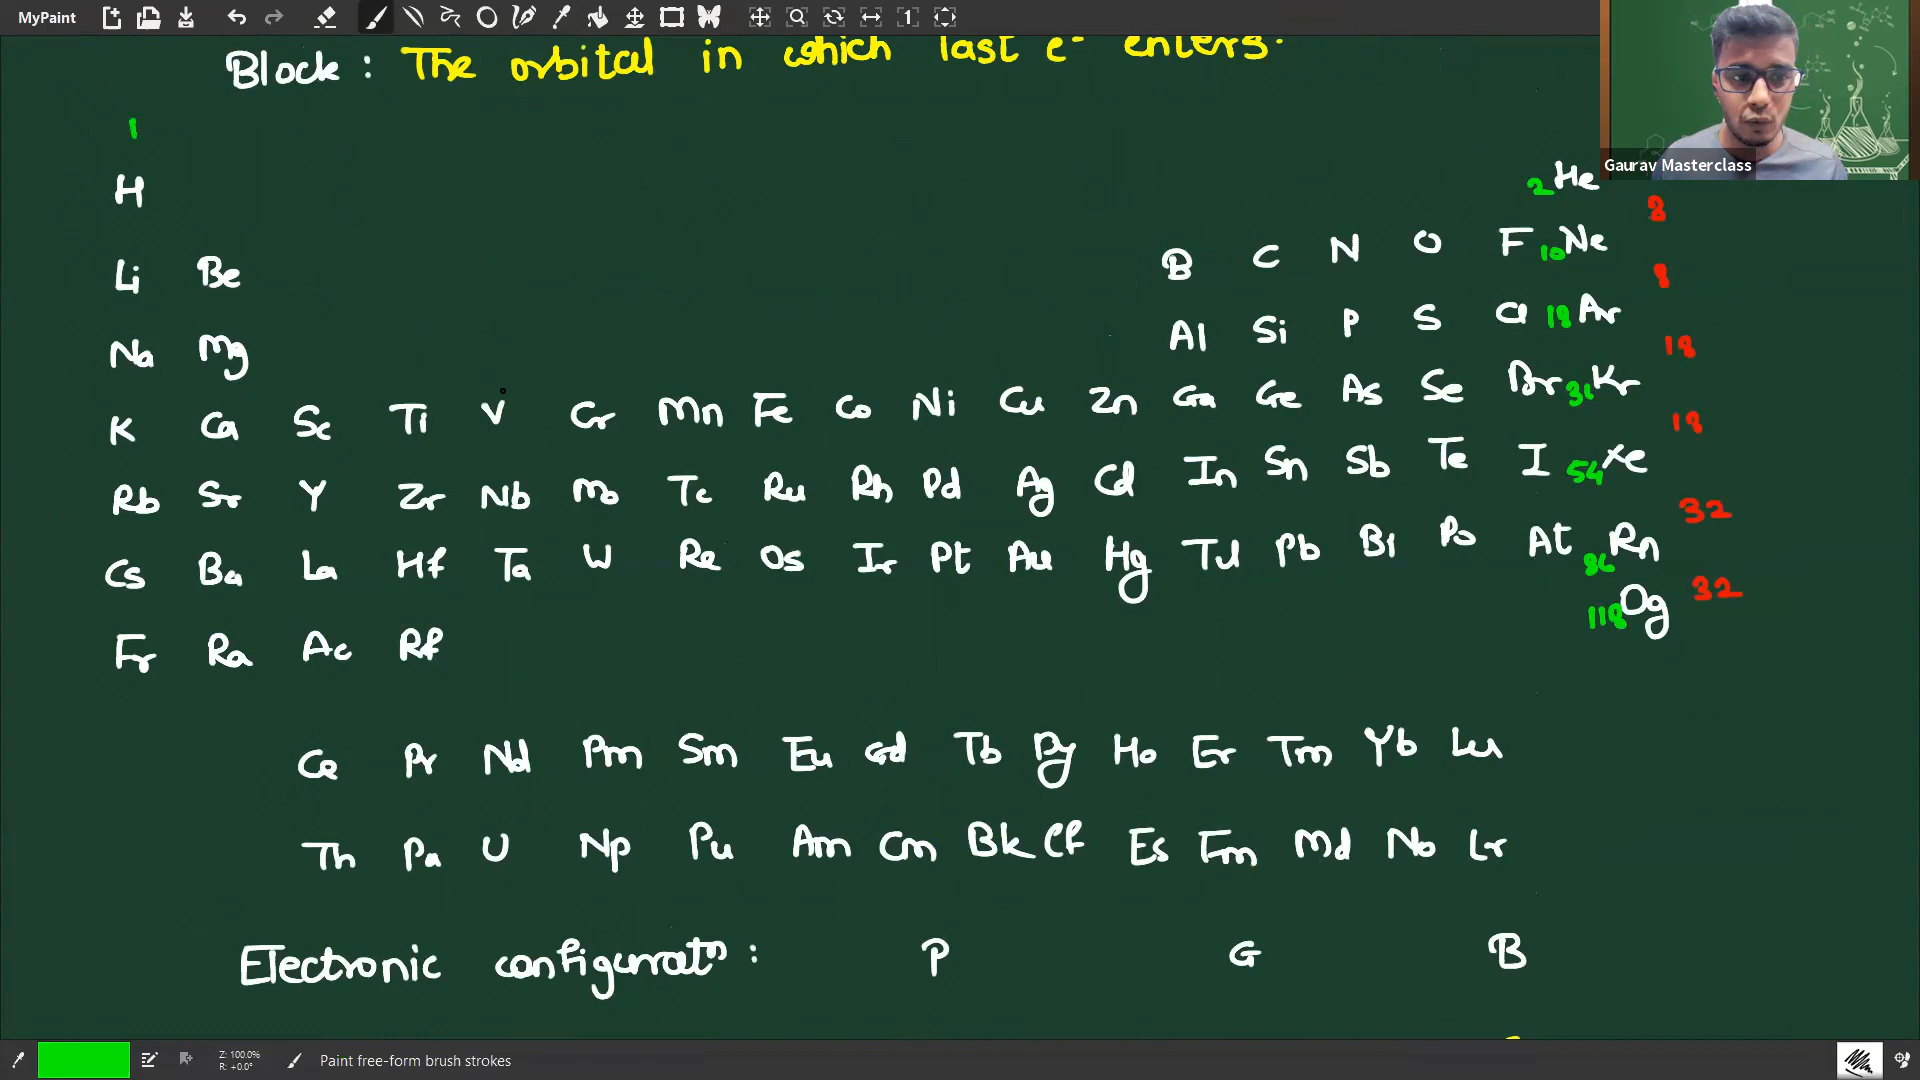 MyPaint
Gaurav Masterclass
Block : The orbital in which last e⁻ enters.
1
H 2He
8
Li Be B C N O F 10Ne
8
Na Mg Al Si P S Cl 18Ar
18
K Ca Sc Ti V Cr Mn Fe Co Ni Cu Zn Ga Ge As Se Br 36Kr
18
Rb Sr Y Zr Nb Mo Tc Ru Rh Pd Ag Cd In Sn Sb Te I 54Xe
32
Cs Ba La Hf Ta W Re Os Ir Pt Au Hg Tl Pb Bi Po At 86Rn
32
118Og
Fr Ra Ac Rf
Ce Pr Nd Pm Sm Eu Gd Tb Dy Ho Er Tm Yb Lu
Th Pa U Np Pu Am Cm Bk Cf Es Fm Md No Lr
Electronic configuratⁿ : P G B
Z: 100.0%
R: +0.0°
Paint free-form brush strokes